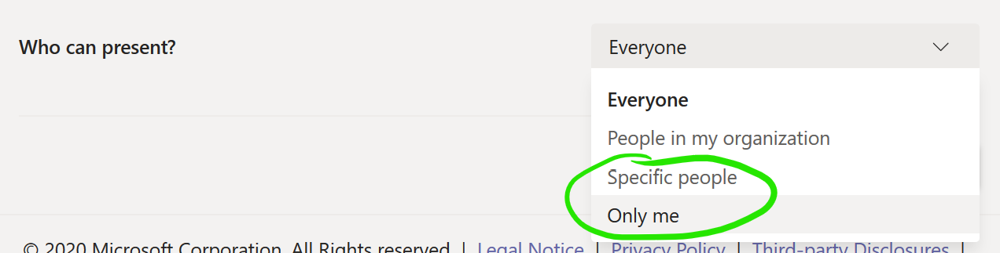 Who can present?
Everyone
Everyone
People in my organization
Specific people
Only me
© 2020 Microsoft Corporation. All Rights reserved. | Legal Notice | Privacy Policy | Third-party Disclosures |